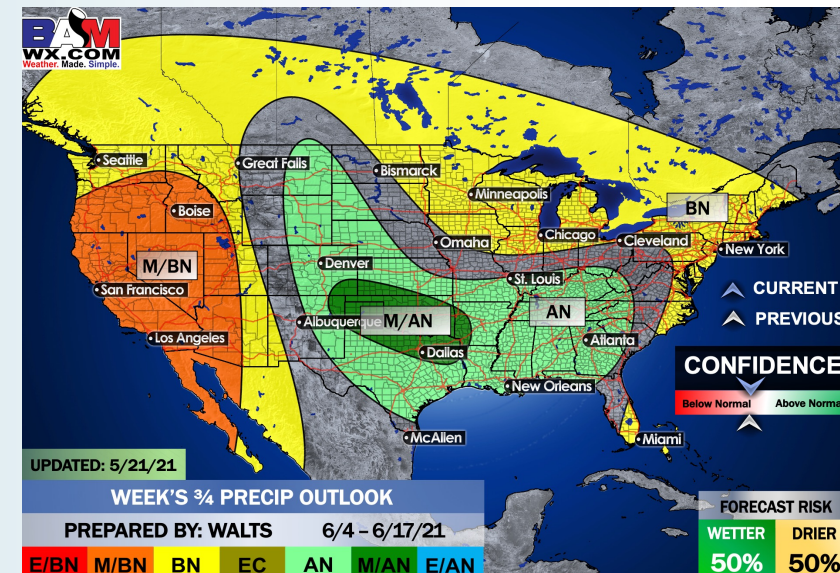 BAM
WX.COM
Weather. Made. Simple.
Seattle
Great Falls
Bismarck
Minneapolis
Boise
BN
Omaha
Chicago
Cleveland
New York
M/BN
Denver
St. Louis
San Francisco
CURRENT
AN
Albuquerque
M/AN
PREVIOUS
Los Angeles
Atlanta
Dallas
CONFIDENCE
New Orleans
Below Normal Above Norma
McAllen
Miami
UPDATED: 5/21/21
WEEK'S ¾ PRECIP OUTLOOK
PREPARED BY: WALTS 6/4 – 6/17/21
E/BN M/BN BN EC AN M/AN E/AN
FORECAST RISK
WETTER DRIER
50% 50%